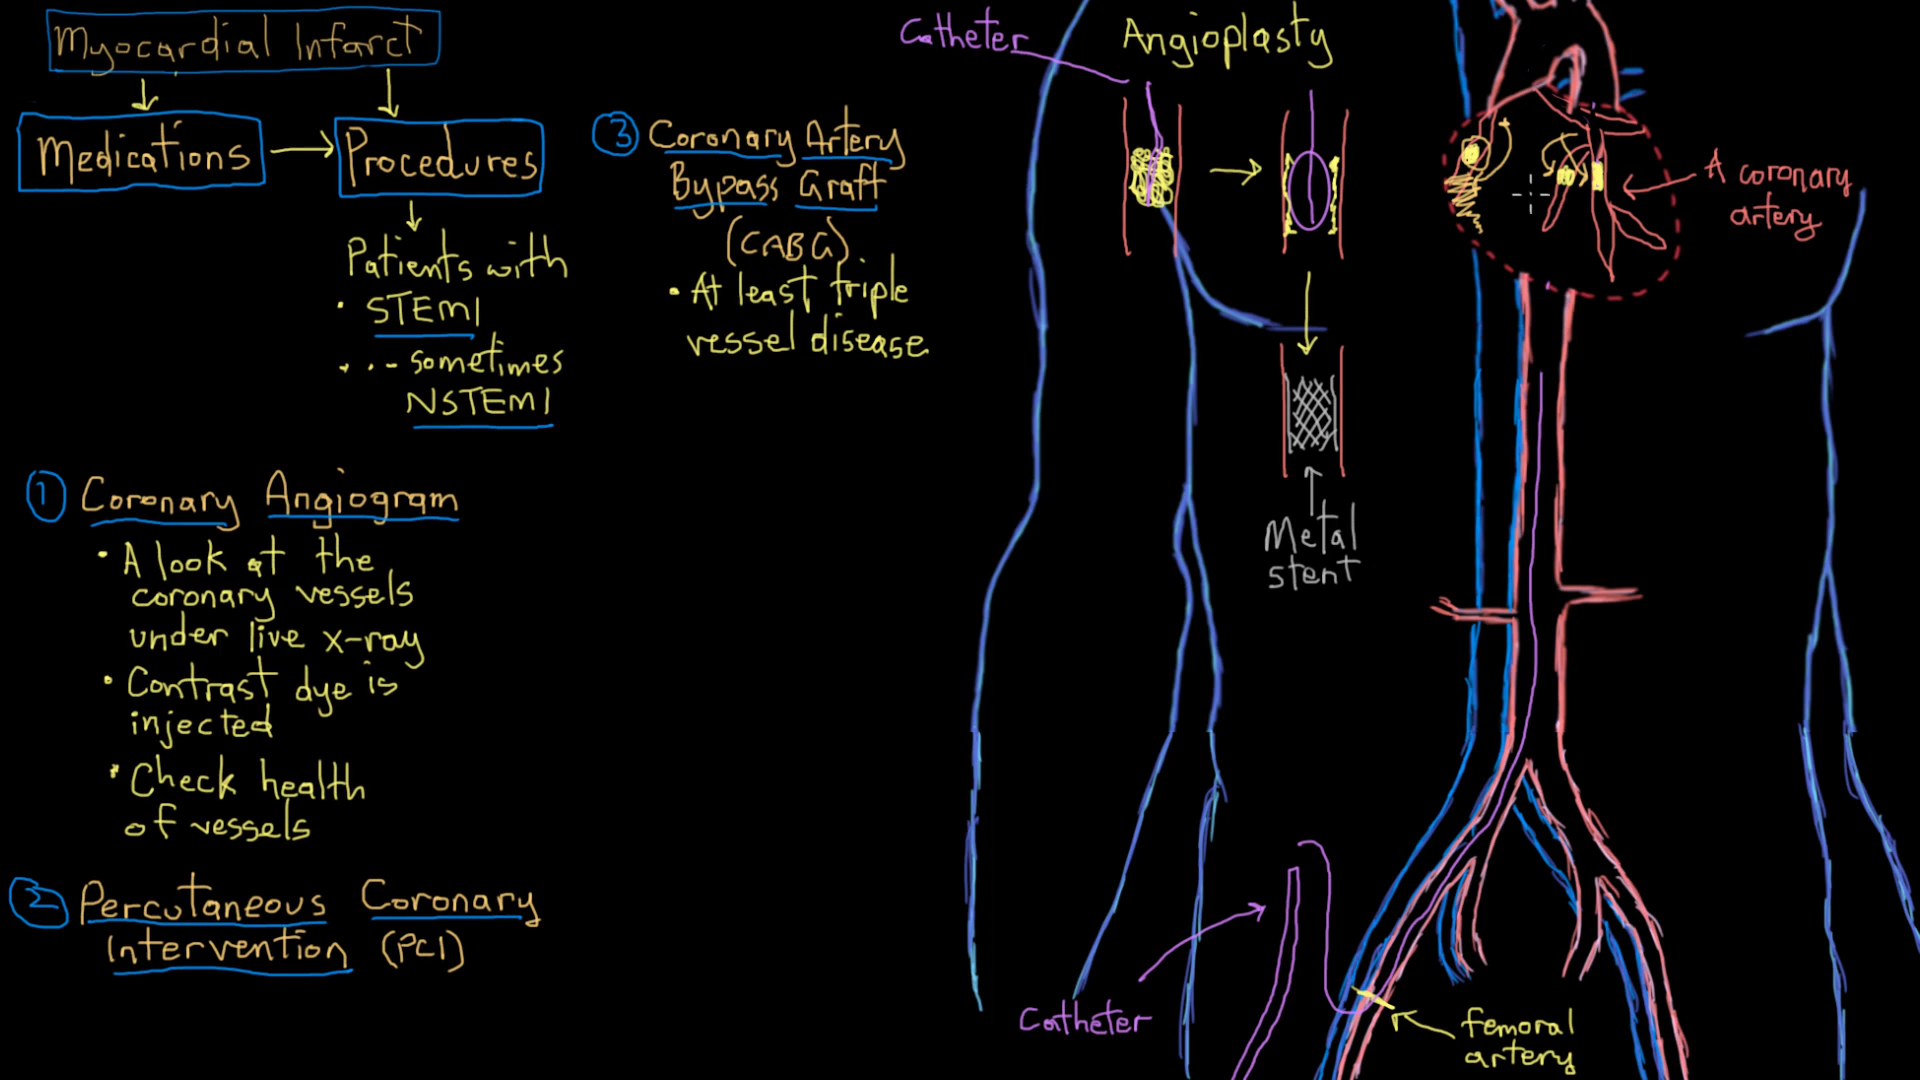 Myocardial Infarct
Medications
Procedures
Patients with
• STEMI
... sometimes
NSTEMI
① Coronary Angiogram
• A look at the
coronary vessels
under live x-ray
• Contrast dye is
injected
• Check health
of vessels
② Percutaneous Coronary
Intervention (PCI)
③ Coronary Artery
Bypass Graft
(CABG)
• At least triple
vessel disease
Catheter
Angioplasty
Metal
stent
A coronary
artery
Catheter
femoral
artery